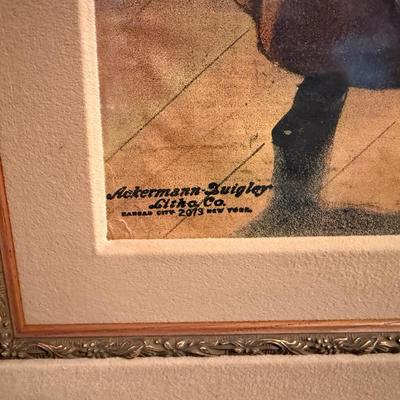 Ackermann-Quigley
Litho. Co.
KANSAS CITY. 2073 NEW YORK.